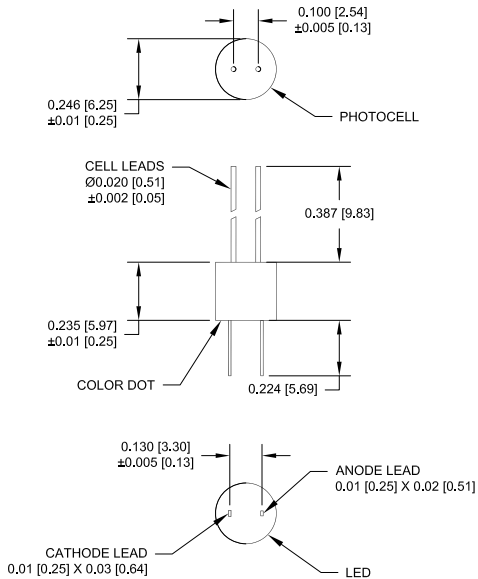 0.100 [2.54]
±0.005 [0.13]
0.246 [6.25]
±0.01 [0.25]
PHOTOCELL
CELL LEADS
Ø0.020 [0.51]
±0.002 [0.05]
0.387 [9.83]
0.235 [5.97]
±0.01 [0.25]
COLOR DOT
0.224 [5.69]
0.130 [3.30]
±0.005 [0.13]
ANODE LEAD
0.01 [0.25] X 0.02 [0.51]
CATHODE LEAD
0.01 [0.25] X 0.03 [0.64]
LED